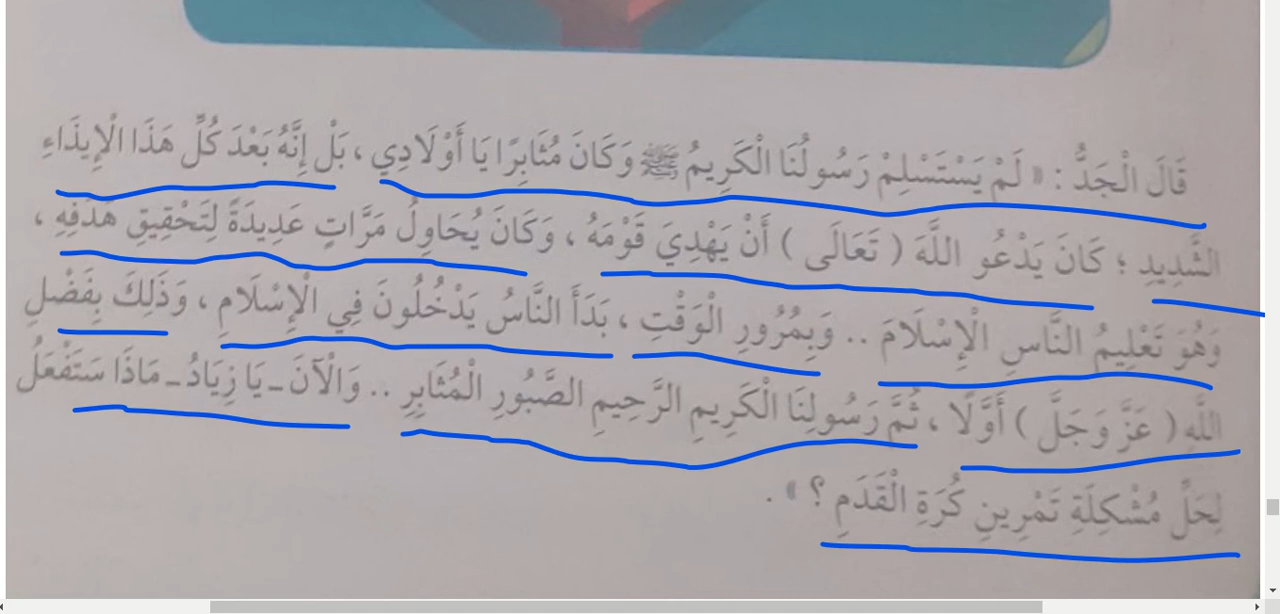 قَالَ الْجَدُّ : « لَمْ يَسْتَسْلِمْ رَسُولُنَا الْكَرِيمُ ﷺ وَكَانَ مُثَابِرًا يَا أَوْلَادِي ، بَلْ إِنَّهُ بَعْدَ كُلِّ هَذَا الْإِيذَاءِ
الشَّدِيدِ ؛ كَانَ يَدْعُو اللَّهَ ( تَعَالَى ) أَنْ يَهْدِيَ قَوْمَهُ ، وَكَانَ يُحَاوِلُ مَرَّاتٍ عَدِيدَةً لِتَحْقِيقِ هَدَفِهِ ،
وَهُوَ تَعْلِيمُ النَّاسِ الْإِسْلَامَ .. وَبِمُرُورِ الْوَقْتِ ، بَدَأَ النَّاسُ يَدْخُلُونَ فِي الْإِسْلَامِ ، وَذَلِكَ بِفَضْلِ
اللَّهِ ( عَزَّ وَجَلَّ ) أَوَّلًا ، ثُمَّ رَسُولِنَا الْكَرِيمِ الرَّحِيمِ الصَّبُورِ الْمُثَابِرِ .. وَالْآنَ - يَا زِيَادُ - مَاذَا سَتَفْعَلُ
لِحَلِّ مُشْكِلَةِ تَمْرِينِ كُرَةِ الْقَدَمِ ؟ » .